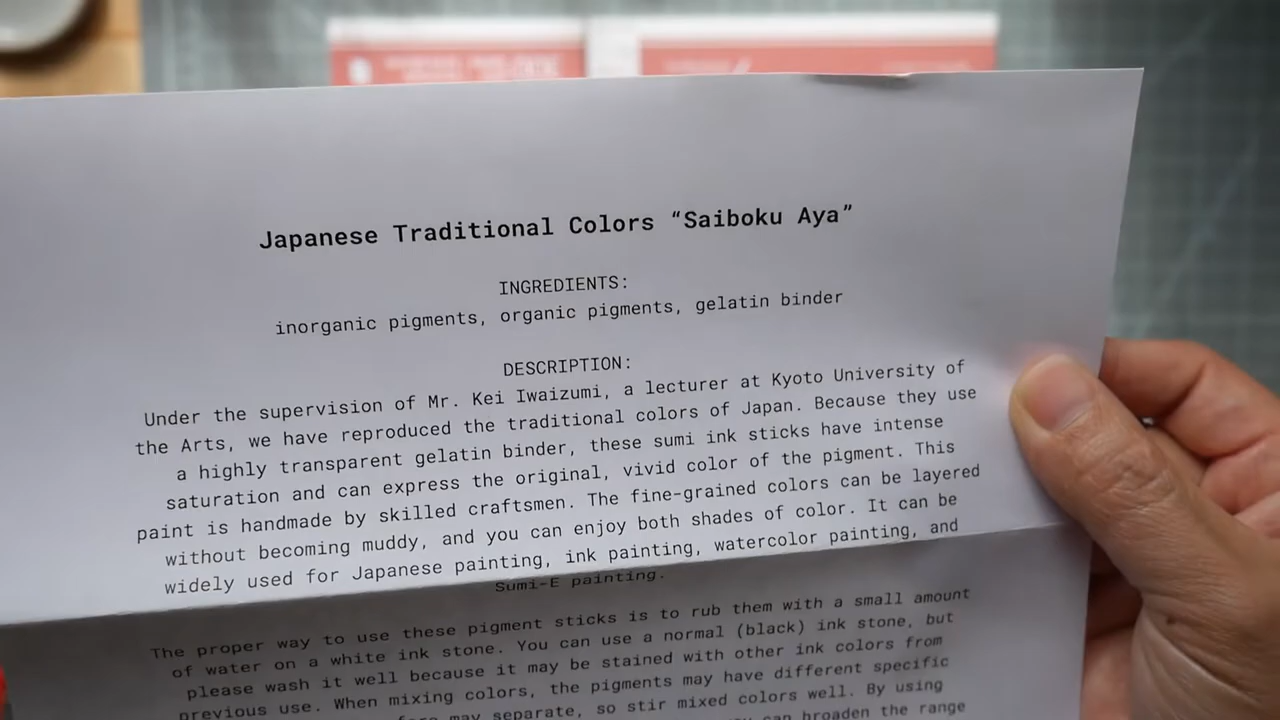 Japanese Traditional Colors “Saiboku Aya”
INGREDIENTS:
inorganic pigments, organic pigments, gelatin binder
DESCRIPTION:
Under the supervision of Mr. Kei Iwaizumi, a lecturer at Kyoto University of
the Arts, we have reproduced the traditional colors of Japan. Because they use
a highly transparent gelatin binder, these sumi ink sticks have intense
saturation and can express the original, vivid color of the pigment. This
paint is handmade by skilled craftsmen. The fine-grained colors can be layered
without becoming muddy, and you can enjoy both shades of color. It can be
widely used for Japanese painting, ink painting, watercolor painting, and
Sumi-E painting.
The proper way to use these pigment sticks is to rub them with a small amount
of water on a white ink stone. You can use a normal (black) ink stone, but
please wash it well because it may be stained with other ink colors from
previous use. When mixing colors, the pigments may have different specific
may separate, so stir mixed colors well. By using
can broaden the range